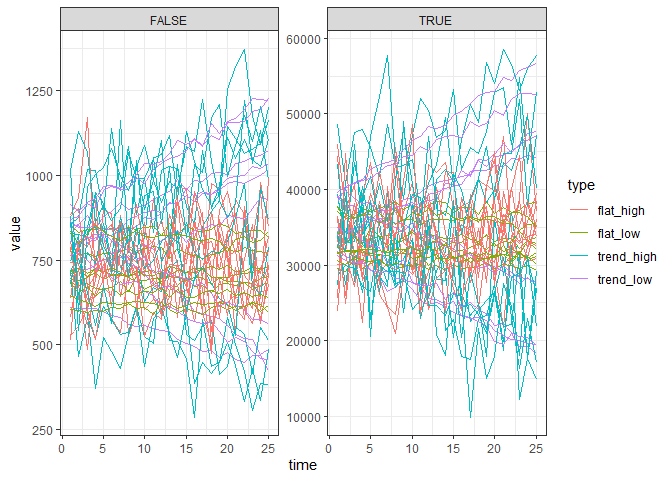 FALSE
TRUE
value
1250
1000
750
500
250
60000
50000
40000
30000
20000
10000
0 5 10 15 20 25
0 5 10 15 20 25
time
type
flat_high
flat_low
trend_high
trend_low